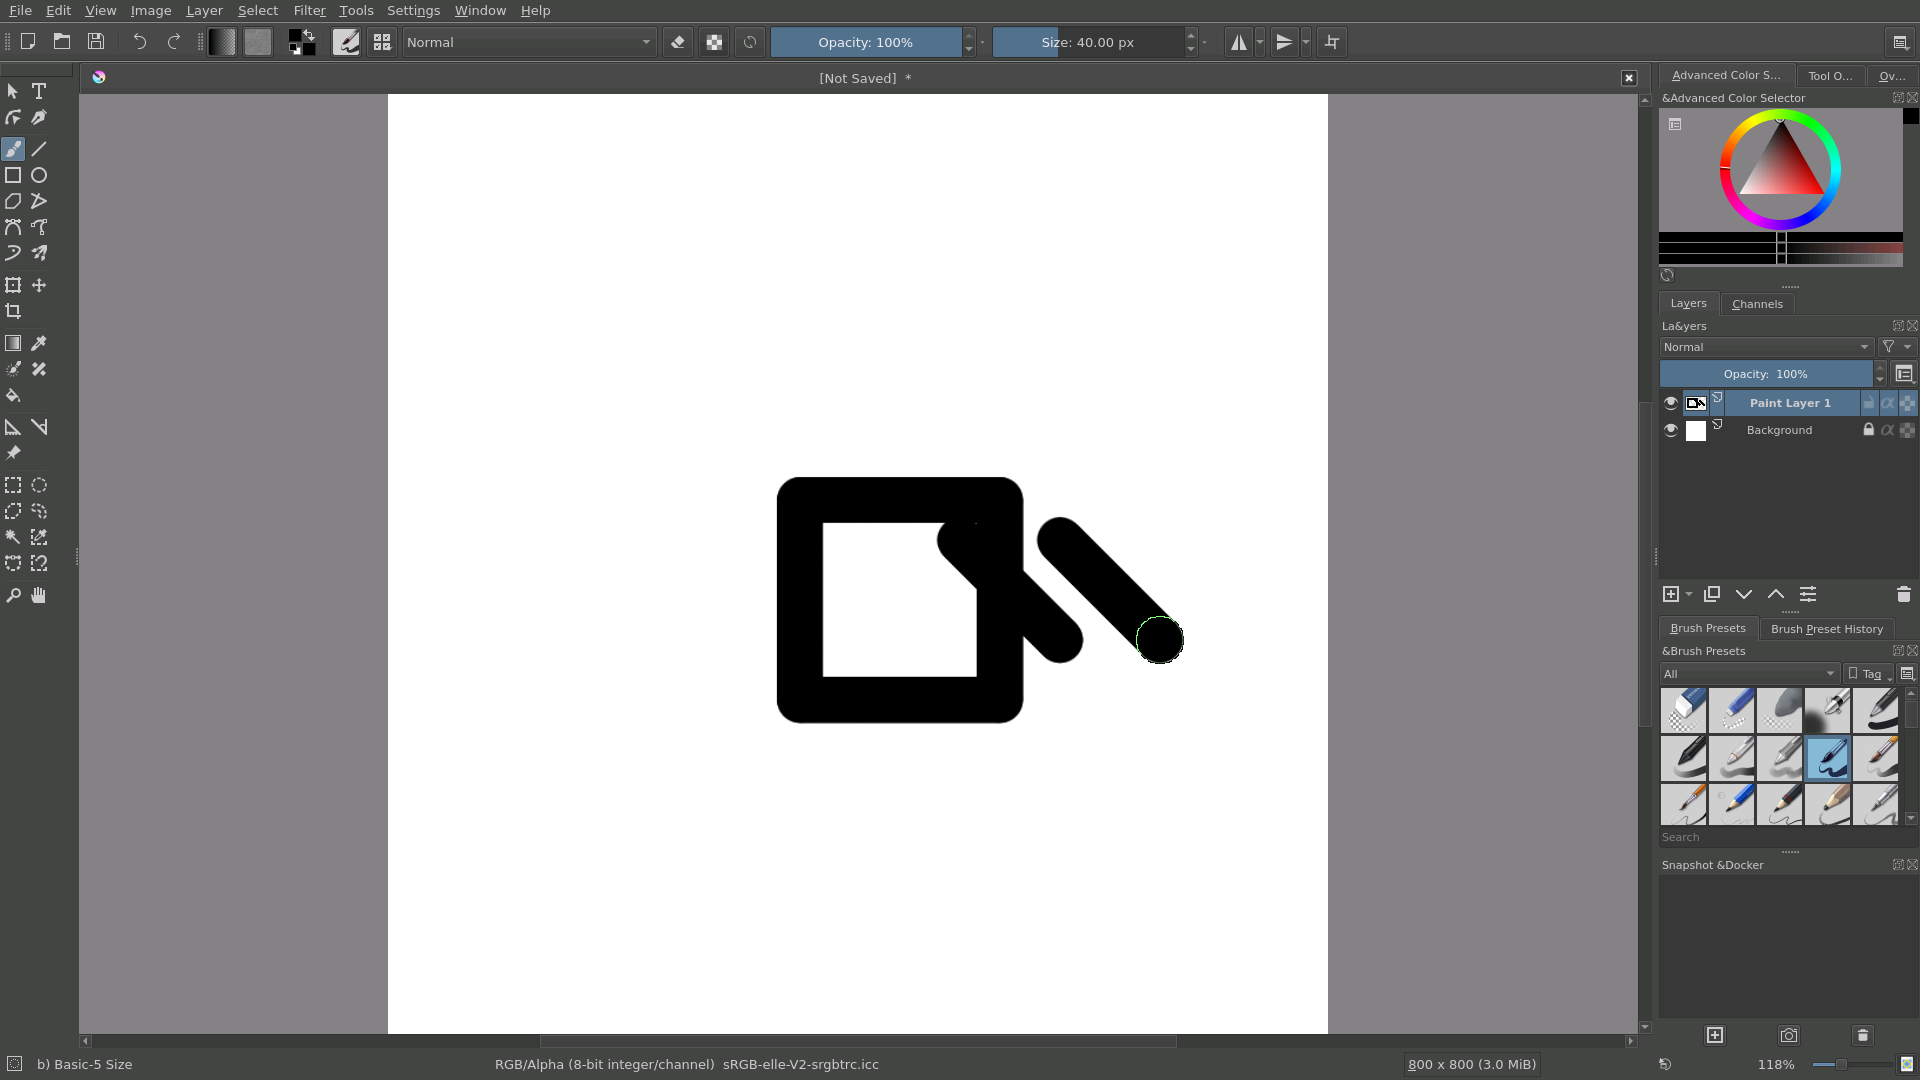 File Edit View Image Layer Select Filter Tools Settings Window Help
Normal Opacity: 100% Size: 40.00 px
[Not Saved] *
Advanced Color S... Tool O... Ov...
&Advanced Color Selector
Layers Channels
La&yers
Normal
Opacity: 100%
Paint Layer 1
Background
Brush Presets Brush Preset History
&Brush Presets
All Tag
Search
Snapshot &Docker
b) Basic-5 Size RGB/Alpha (8-bit integer/channel) sRGB-elle-V2-srgbtrc.icc 800 x 800 (3.0 MiB) 118%